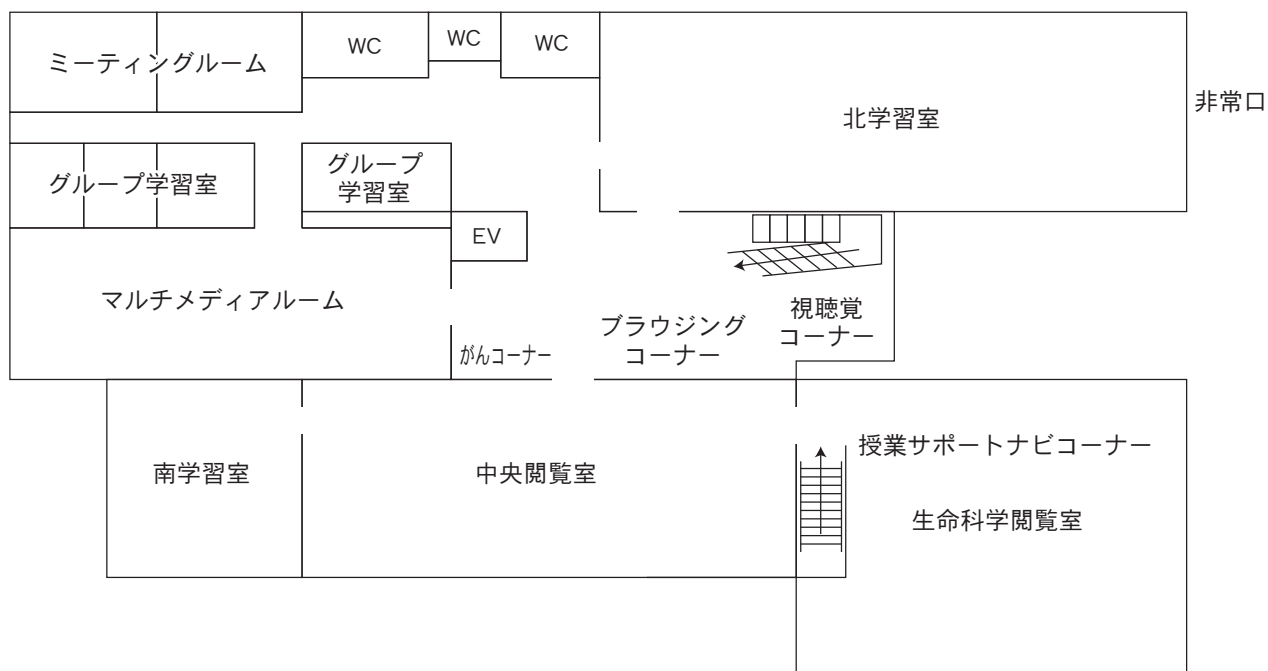 WC
WC
WC
ミーティングルーム
北学習室
非常口
グループ学習室
グループ
学習室
EV
マルチメディアルーム
がんコーナー
ブラウジング
コーナー
視聴覚
コーナー
南学習室
中央閲覧室
授業サポートナビコーナー
生命科学閲覧室